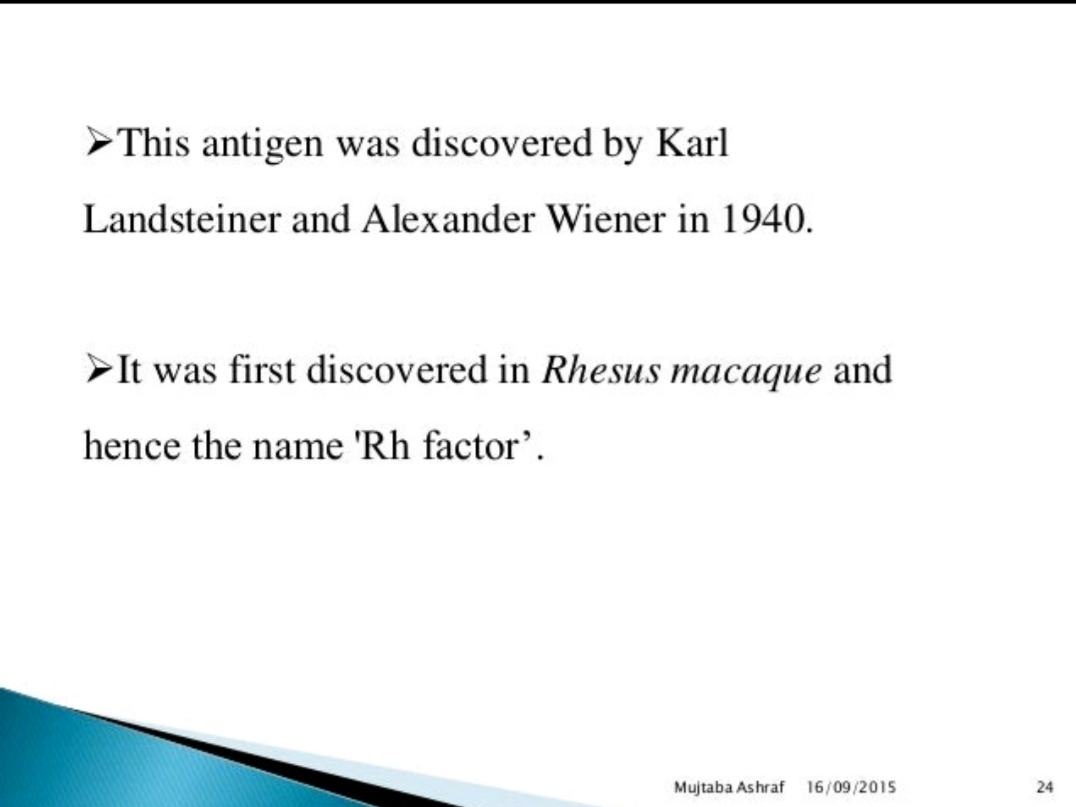 ➢This antigen was discovered by Karl
Landsteiner and Alexander Wiener in 1940.
➢It was first discovered in Rhesus macaque and
hence the name 'Rh factor’.
Mujtaba Ashraf 16/09/2015 24